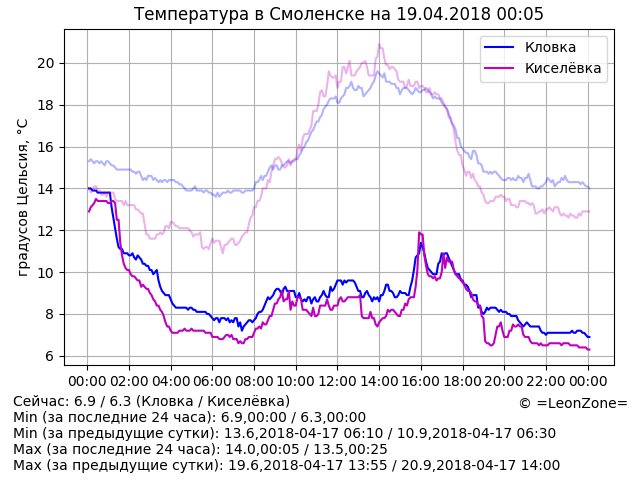 Температура в Смоленске на 19.04.2018 00:05
Кловка
Киселёвка
градусов Цельсия, °C
20
18
16
14
12
10
8
6
00:00 02:00 04:00 06:00 08:00 10:00 12:00 14:00 16:00 18:00 20:00 22:00 00:00
Сейчас: 6.9 / 6.3 (Кловка / Киселёвка)
© =LeonZone=
Min (за последние 24 часа): 6.9,00:00 / 6.3,00:00
Min (за предыдущие сутки): 13.6,2018-04-17 06:10 / 10.9,2018-04-17 06:30
Max (за последние 24 часа): 14.0,00:05 / 13.5,00:25
Max (за предыдущие сутки): 19.6,2018-04-17 13:55 / 20.9,2018-04-17 14:00